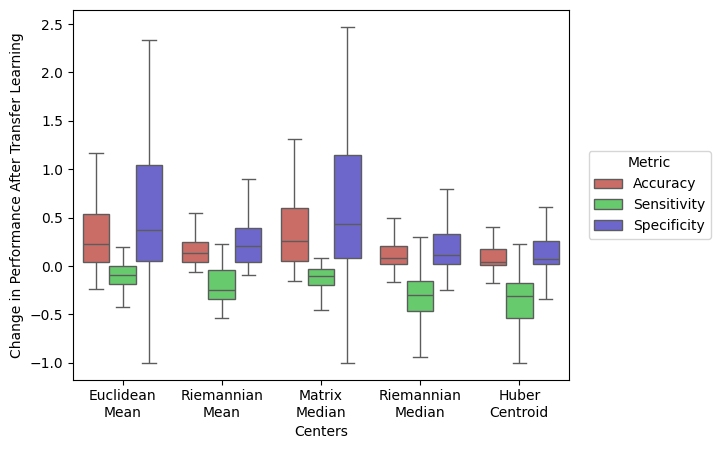 2.5
2.0
1.5
1.0
0.5
0.0
−0.5
−1.0
Change in Performance After Transfer Learning
Euclidean
Mean
Riemannian
Mean
Matrix
Median
Riemannian
Median
Huber
Centroid
Centers
Metric
Accuracy
Sensitivity
Specificity